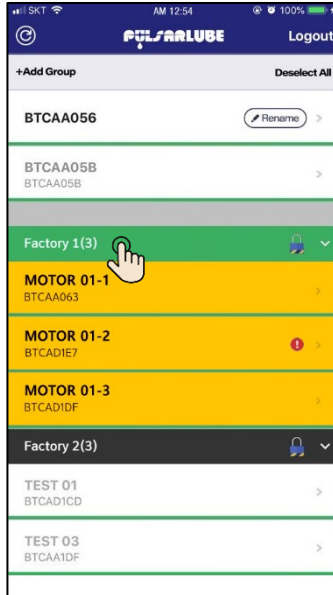 SKT AM 12:54 100%
PULSARLUBE Logout
+Add Group Deselect All
BTCAA056 Rename
BTCAA05B
BTCAA05B
Factory 1(3)
MOTOR 01-1
BTCAA063
MOTOR 01-2
BTCAD1E7
MOTOR 01-3
BTCAD1DF
Factory 2(3)
TEST 01
BTCAD1CD
TEST 03
BTCAA1DF